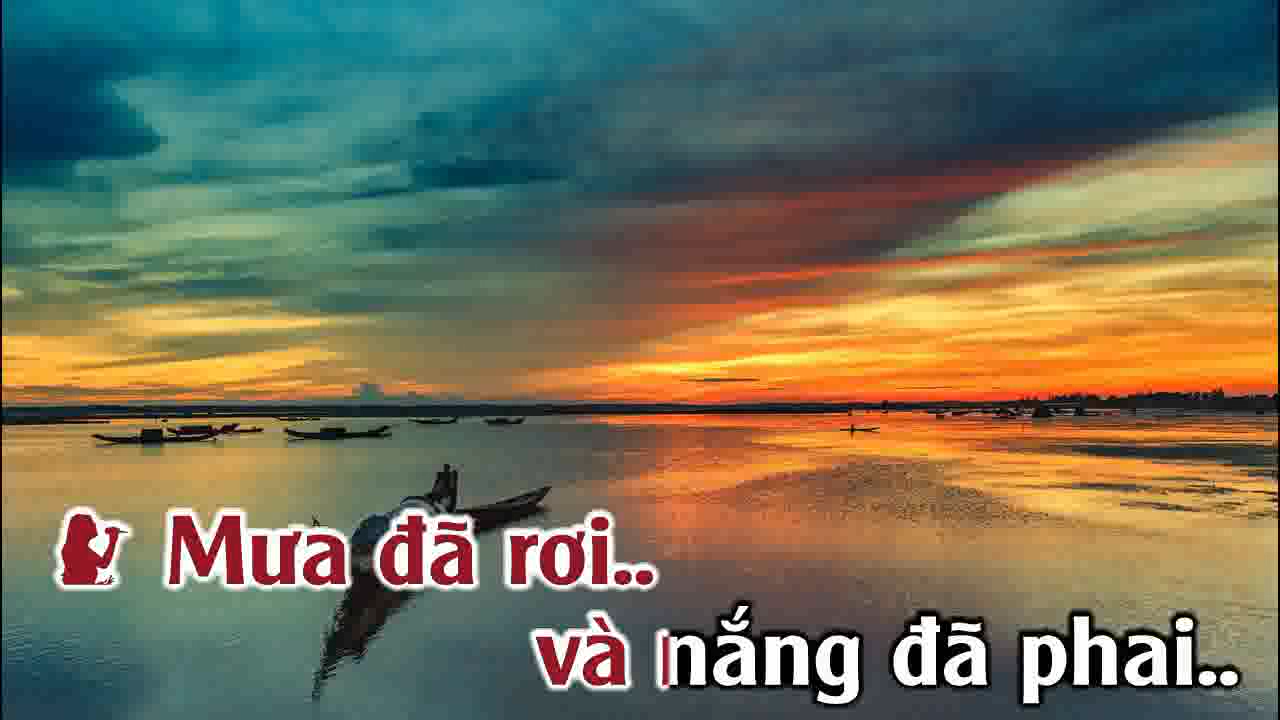 Mưa đã rơi..
và nắng đã phai..